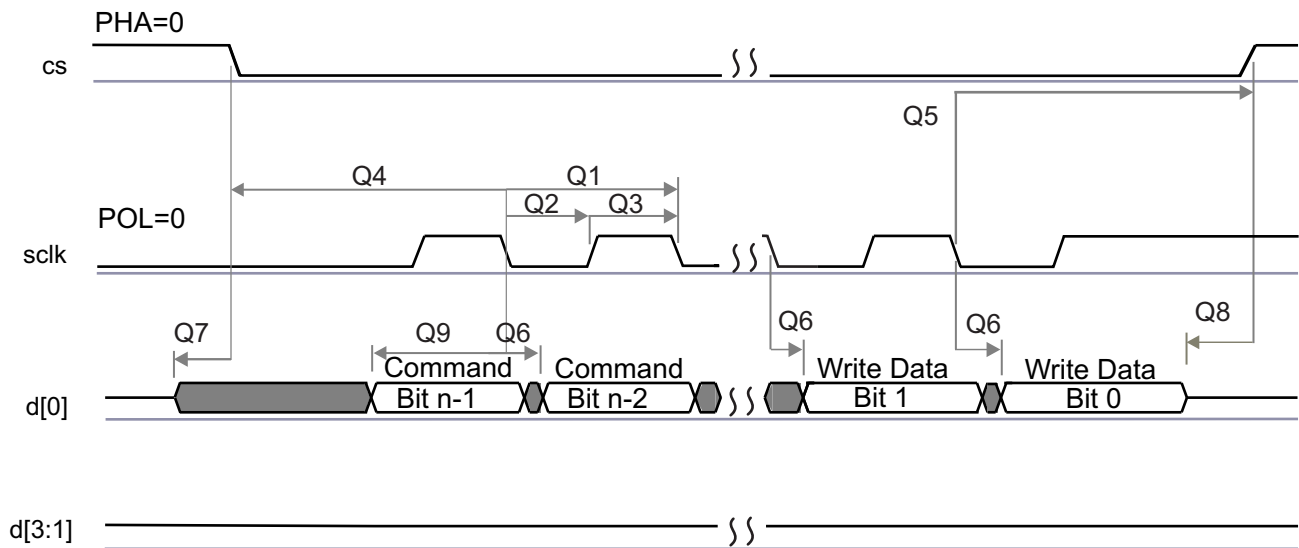 PHA=0
cs
Q5
Q4
Q1
Q2
Q3
POL=0
sclk
Q7
Q9
Q6
Q6
Q6
Q8
Command
Command
Write Data
Write Data
d[0]
Bit n-1
Bit n-2
Bit 1
Bit 0
d[3:1]